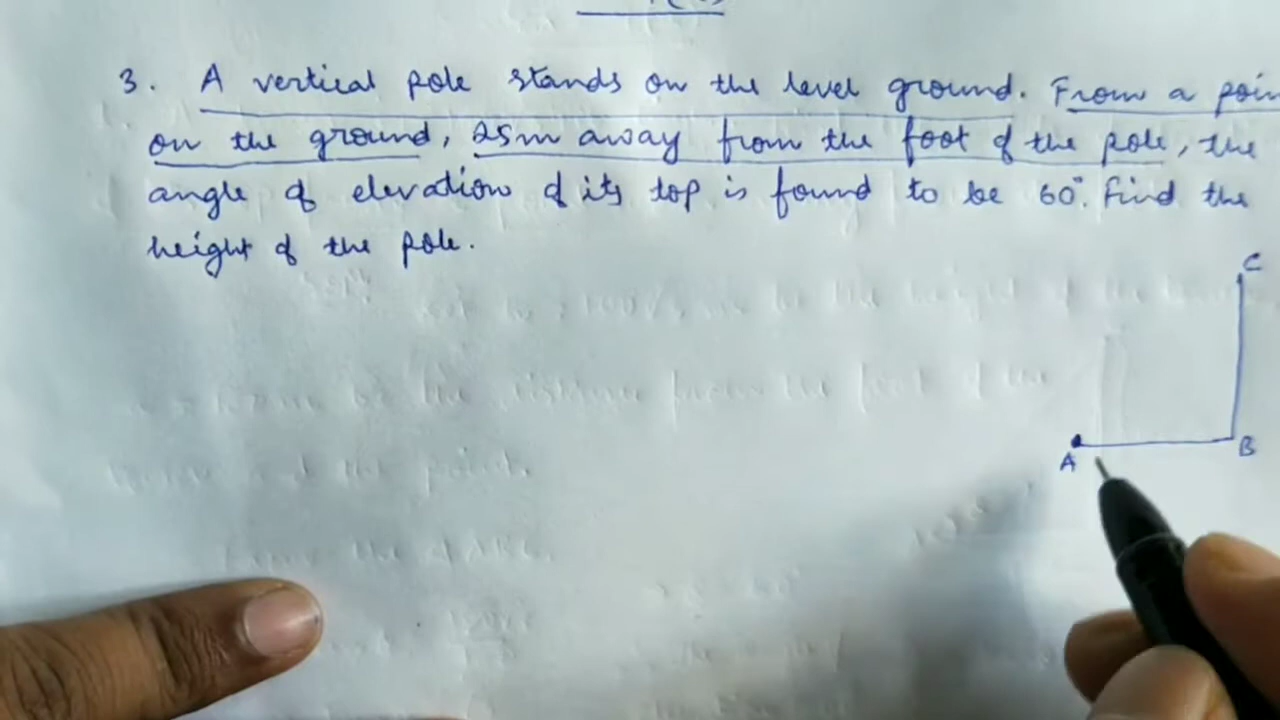 3. A vertical pole stands on the level ground. From a poin
on the ground, 25m away from the foot of the pole, the
angle of elevation of its top is found to be 60°. Find the
height of the pole.
C
A B